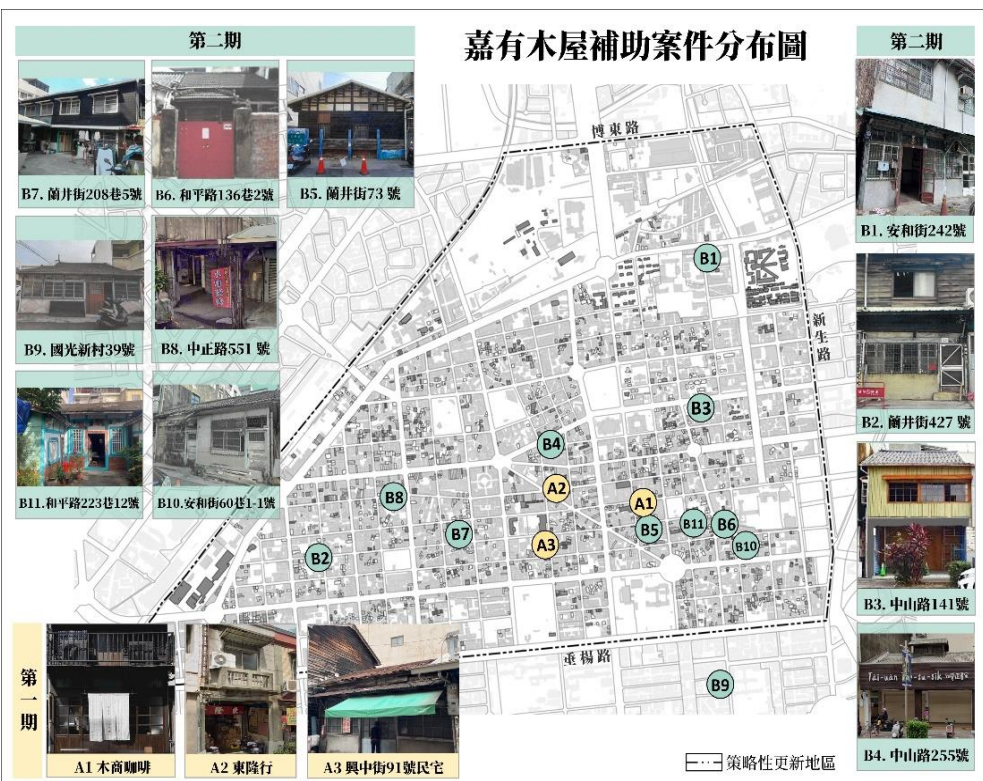 嘉有木屋補助案件分布圖
第二期
B7. 蘭井街208巷5號
B6. 和平路136巷2號
B5. 蘭井街73 號
B9. 國光新村39號
B8. 中正路551 號
B11.和平路223巷12號
B10.安和街60巷1-1號
第二期
B1. 安和街242號
B2. 蘭井街427 號
B3. 中山路141號
B4. 中山路255號
博東路
新生路
垂楊路
B1
B3
B4
A2
B8
A1
B5
B11
B6
B7
A3
B10
B2
B9
第一期
A1 木商咖啡
A2 東隆行
A3 興中街91號民宅
策略性更新地區